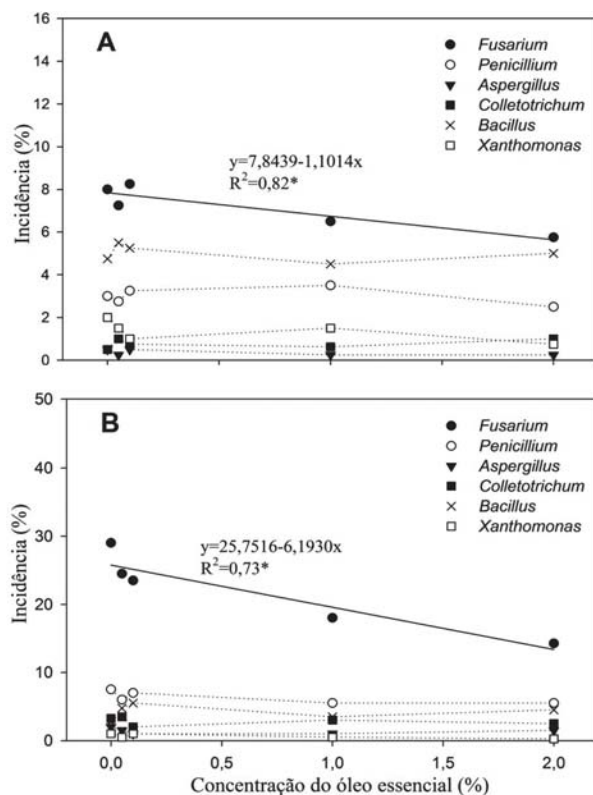 16
A
Fusarium
14
Penicillium
Aspergillus
12
Colletotrichum
Bacillus
10
Xanthomonas
y=7,8439-1,1014x
R²=0,82*
8
6
4
2
0
Incidência (%)
50
B
Fusarium
Penicillium
40
Aspergillus
Colletotrichum
Bacillus
30
Xanthomonas
y=25,7516-6,1930x
R²=0,73*
20
10
0
Incidência (%)
0,0 0,5 1,0 1,5 2,0
Concentração do óleo essencial (%)